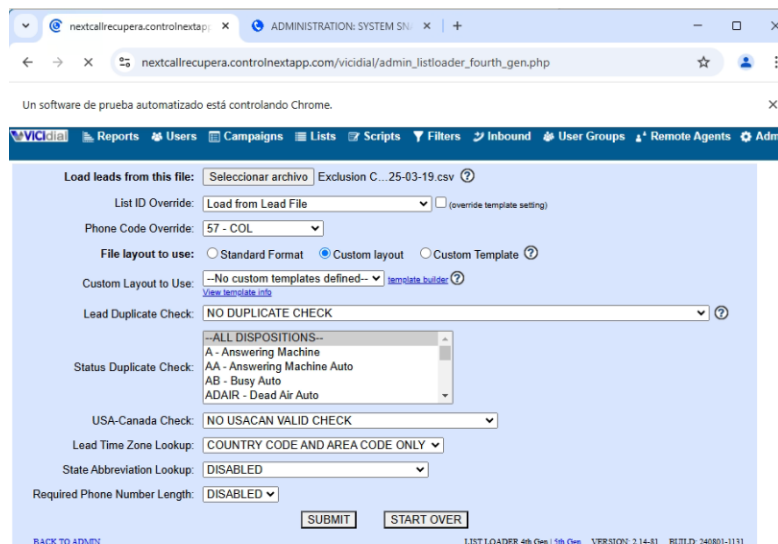 nextcallrecupera.controlnextapp
ADMINISTRATION: SYSTEM SN
nextcallrecupera.controlnextapp.com/vicidial/admin_listloader_fourth_gen.php
Un software de prueba automatizado está controlando Chrome.
VICIdial Reports Users Campaigns Lists Scripts Filters Inbound User Groups Remote Agents Adm
Load leads from this file: Seleccionar archivo Exclusion C...25-03-19.csv
List ID Override: Load from Lead File (override template setting)
Phone Code Override: 57 - COL
File layout to use: Standard Format Custom layout Custom Template
Custom Layout to Use: --No custom templates defined-- template builder
View template info
Lead Duplicate Check: NO DUPLICATE CHECK
--ALL DISPOSITIONS--
A - Answering Machine
Status Duplicate Check: AA - Answering Machine Auto
AB - Busy Auto
ADAIR - Dead Air Auto
USA-Canada Check: NO USACAN VALID CHECK
Lead Time Zone Lookup: COUNTRY CODE AND AREA CODE ONLY
State Abbreviation Lookup: DISABLED
Required Phone Number Length: DISABLED
SUBMIT START OVER
BACK TO ADMIN LIST LOADER 4th Gen | 5th Gen VERSION: 2.14-81 BUILD: 240801-1131